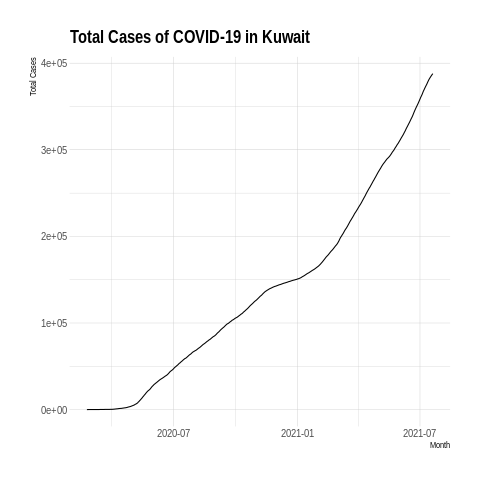 Total Cases of COVID-19 in Kuwait
Total Cases
4e+05
3e+05
2e+05
1e+05
0e+00
2020-07
2021-01
2021-07
Month